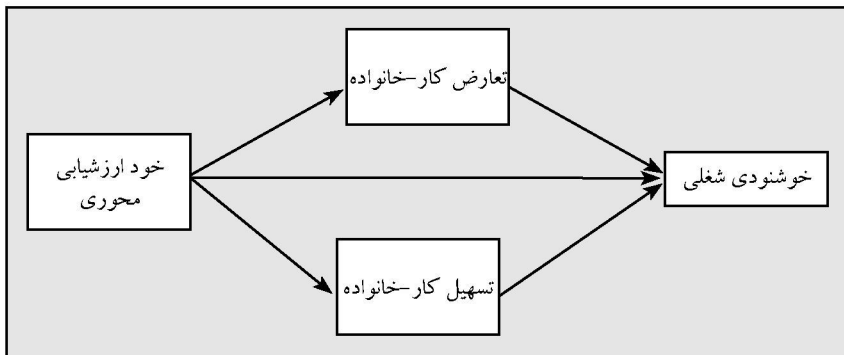 تعارض کار-خانواده
خود ارزشیابی
محوری
خوشنودی شغلی
تسهیل کار-خانواده